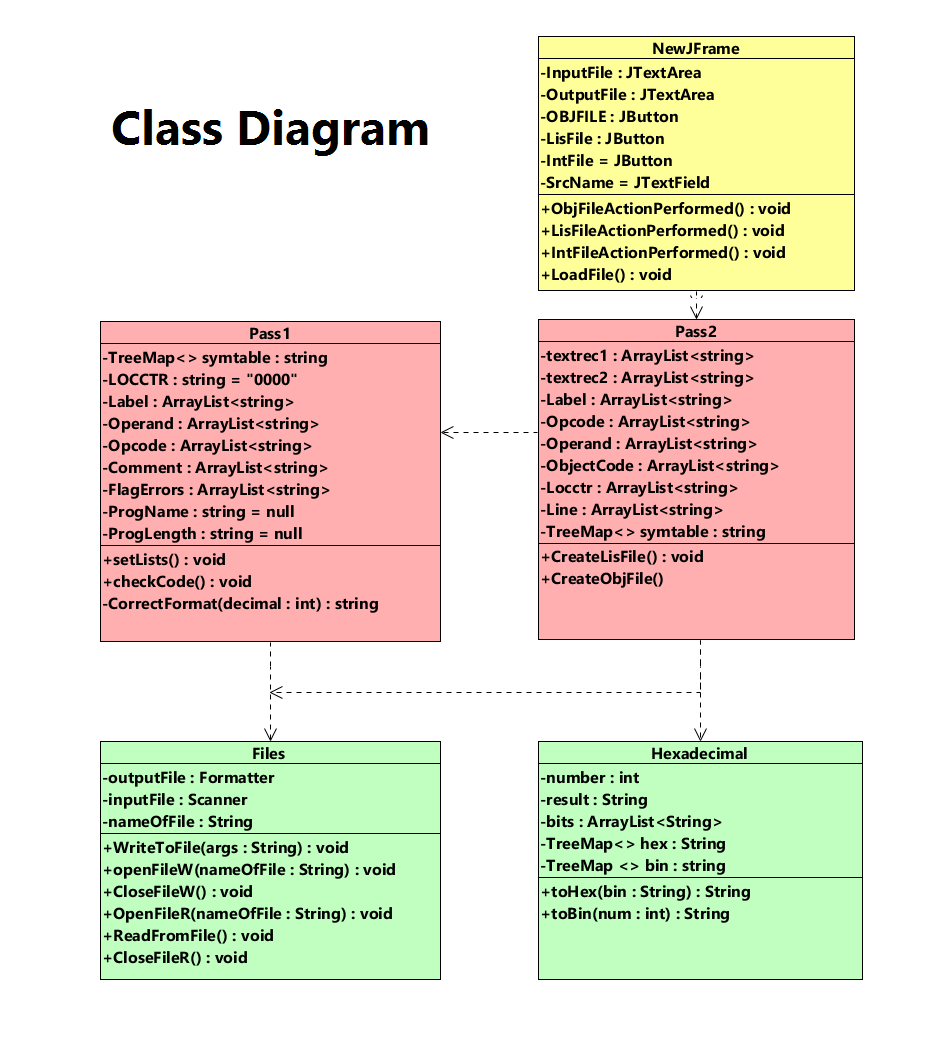 Class Diagram
NewJFrame
-InputFile : JTextArea
-OutputFile : JTextArea
-OBJFILE : JButton
-LisFile : JButton
-IntFile = JButton
-SrcName = JTextField
+ObjFileActionPerformed() : void
+LisFileActionPerformed() : void
+IntFileActionPerformed() : void
+LoadFile() : void
Pass1
-TreeMap<> symtable : string
-LOCCTR : string = "0000"
-Label : ArrayList<string>
-Operand : ArrayList<string>
-Opcode : ArrayList<string>
-Comment : ArrayList<string>
-FlagErrors : ArrayList<string>
-ProgName : string = null
-ProgLength : string = null
+setLists() : void
+checkCode() : void
-CorrectFormat(decimal : int) : string
Pass2
-textrec1 : ArrayList<string>
-textrec2 : ArrayList<string>
-Label : ArrayList<string>
-Opcode : ArrayList<string>
-Operand : ArrayList<string>
-ObjectCode : ArrayList<string>
-Locctr : ArrayList<string>
-Line : ArrayList<string>
-TreeMap<> symtable : string
+CreateLisFile() : void
+CreateObjFile()
Files
-outputFile : Formatter
-inputFile : Scanner
-nameOfFile : String
+WriteToFile(args : String) : void
+openFileW(nameOfFile : String) : void
+CloseFileW() : void
+OpenFileR(nameOfFile : String) : void
+ReadFromFile() : void
+CloseFileR() : void
Hexadecimal
-number : int
-result : String
-bits : ArrayList<String>
-TreeMap<> hex : String
-TreeMap <> bin : string
+toHex(bin : String) : String
+toBin(num : int) : String